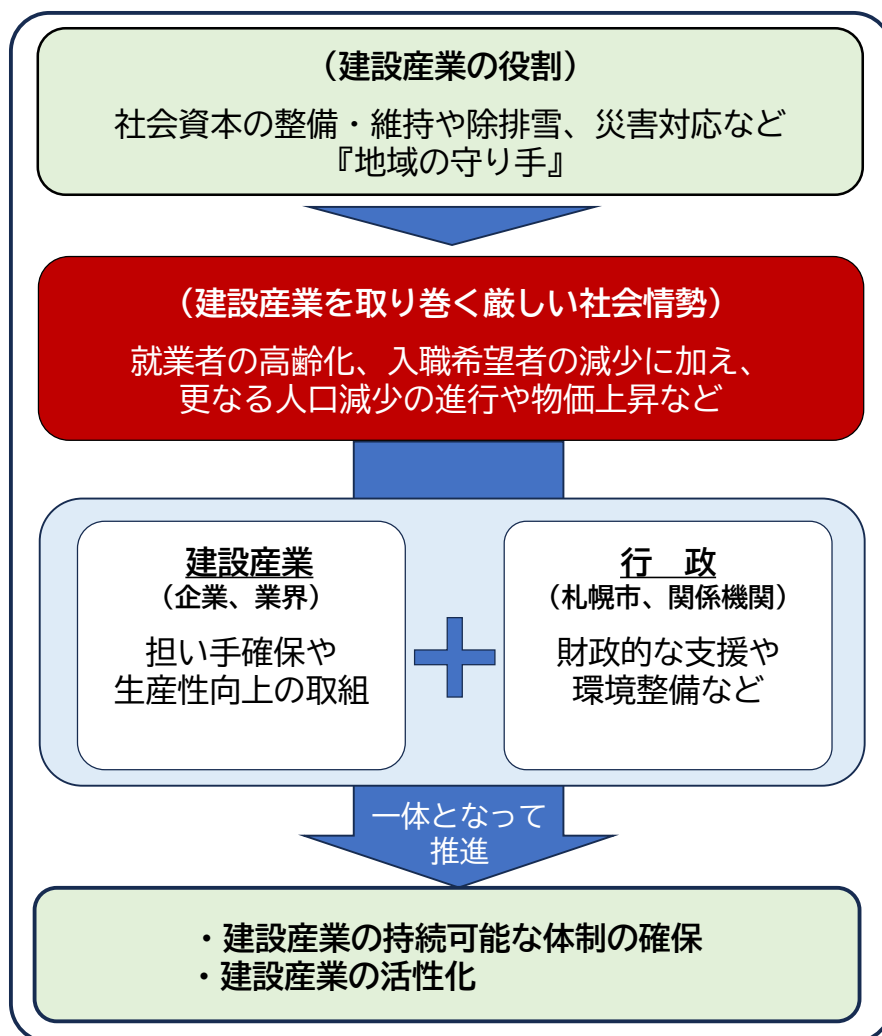 （建設産業の役割）
社会資本の整備・維持や除排雪、災害対応など
『地域の守り手』
（建設産業を取り巻く厳しい社会情勢）
就業者の高齢化、入職希望者の減少に加え、
更なる人口減少の進行や物価上昇など
建設産業
（企業、業界）
担い手確保や
生産性向上の取組
行　政
（札幌市、関係機関）
財政的な支援や
環境整備など
一体となって
推進
・建設産業の持続可能な体制の確保
・建設産業の活性化